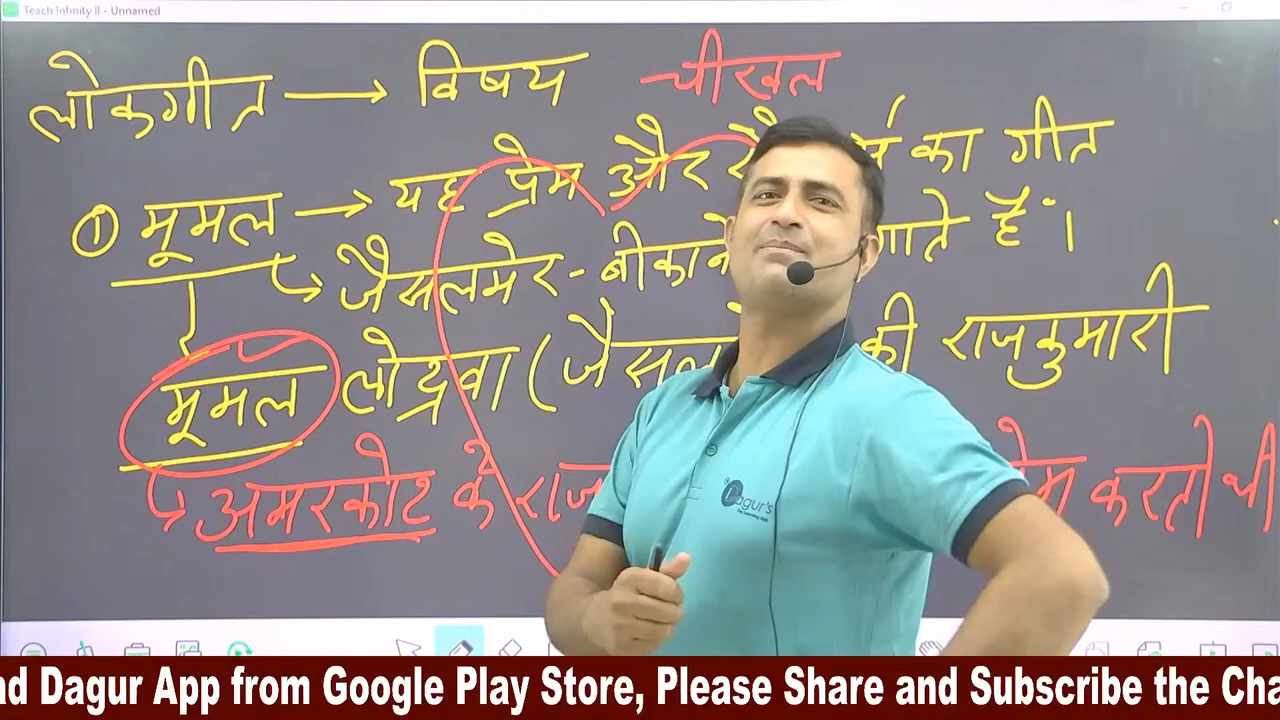 Teach Infinity II - Unnamed
लोकगीत → विषय चीखल
① मूमल → यह प्रेम और का गीत
↳ जैसलमेर - बीका गाते हैं।
मूमल लोद्रवा (जैसल की राजकुमारी
↳ अमरकोट के राज करती थी
Dagur's
ad Dagur App from Google Play Store, Please Share and Subscribe the Cha